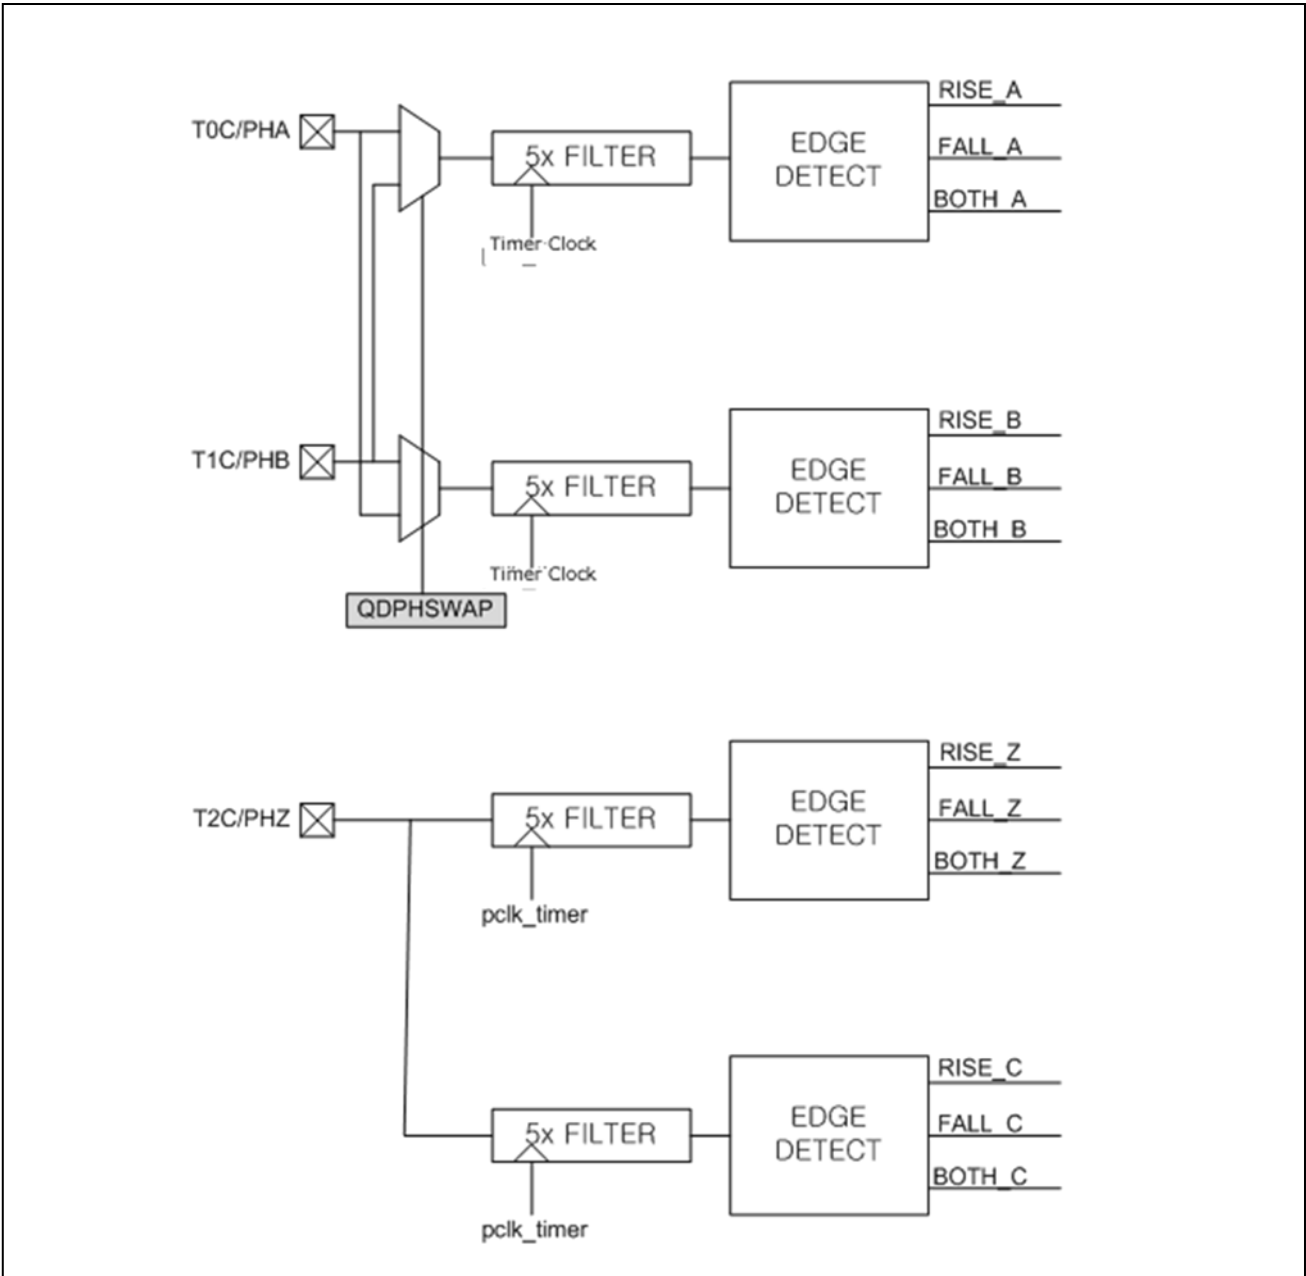 RISE_A
T0C/PHA
5x FILTER
EDGE
DETECT
FALL_A
BOTH_A
Timer Clock
RISE_B
T1C/PHB
5x FILTER
EDGE
DETECT
FALL_B
BOTH_B
Timer Clock
QDPHSWAP
RISE_Z
T2C/PHZ
5x FILTER
EDGE
DETECT
FALL_Z
BOTH_Z
pclk_timer
RISE_C
5x FILTER
EDGE
DETECT
FALL_C
BOTH_C
pclk_timer